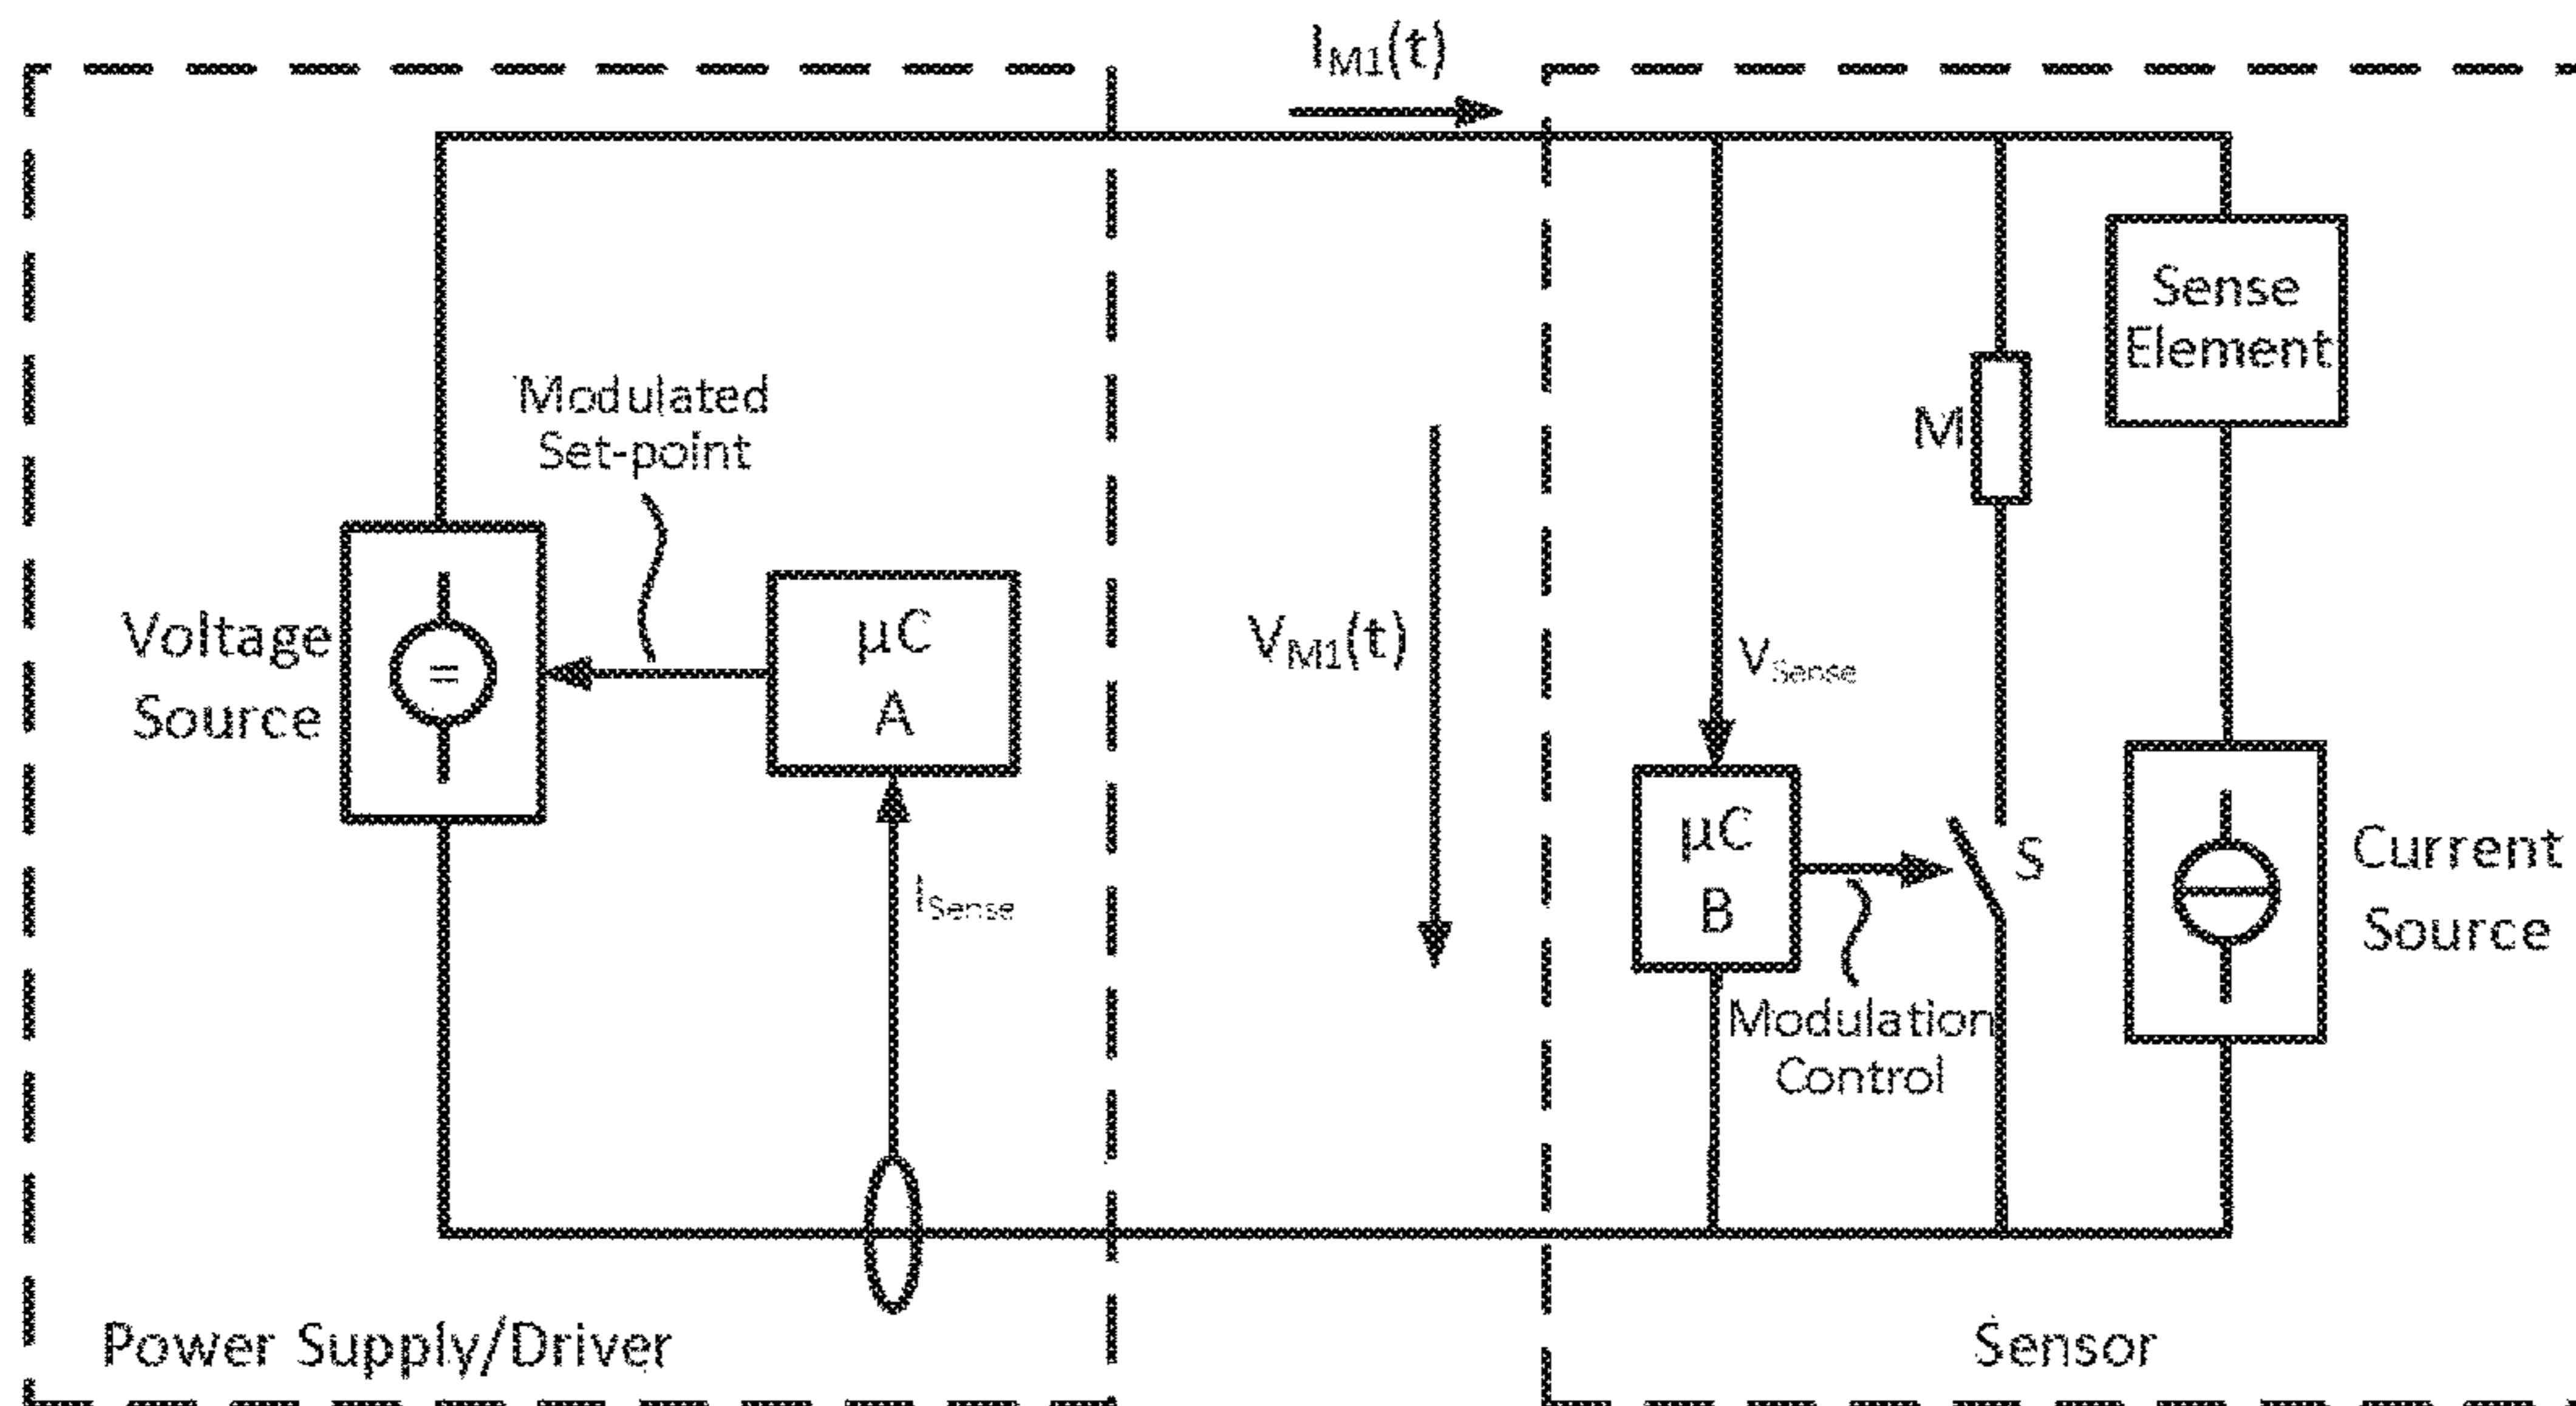 I_M1(t)
Modulated
Set-point
Voltage
Source
=
μC
A
I_Sense
V_M1(t)
V_Sense
μC
B
Modulation
Control
M
S
Sense
Element
Current
Source
Power Supply/Driver
Sensor